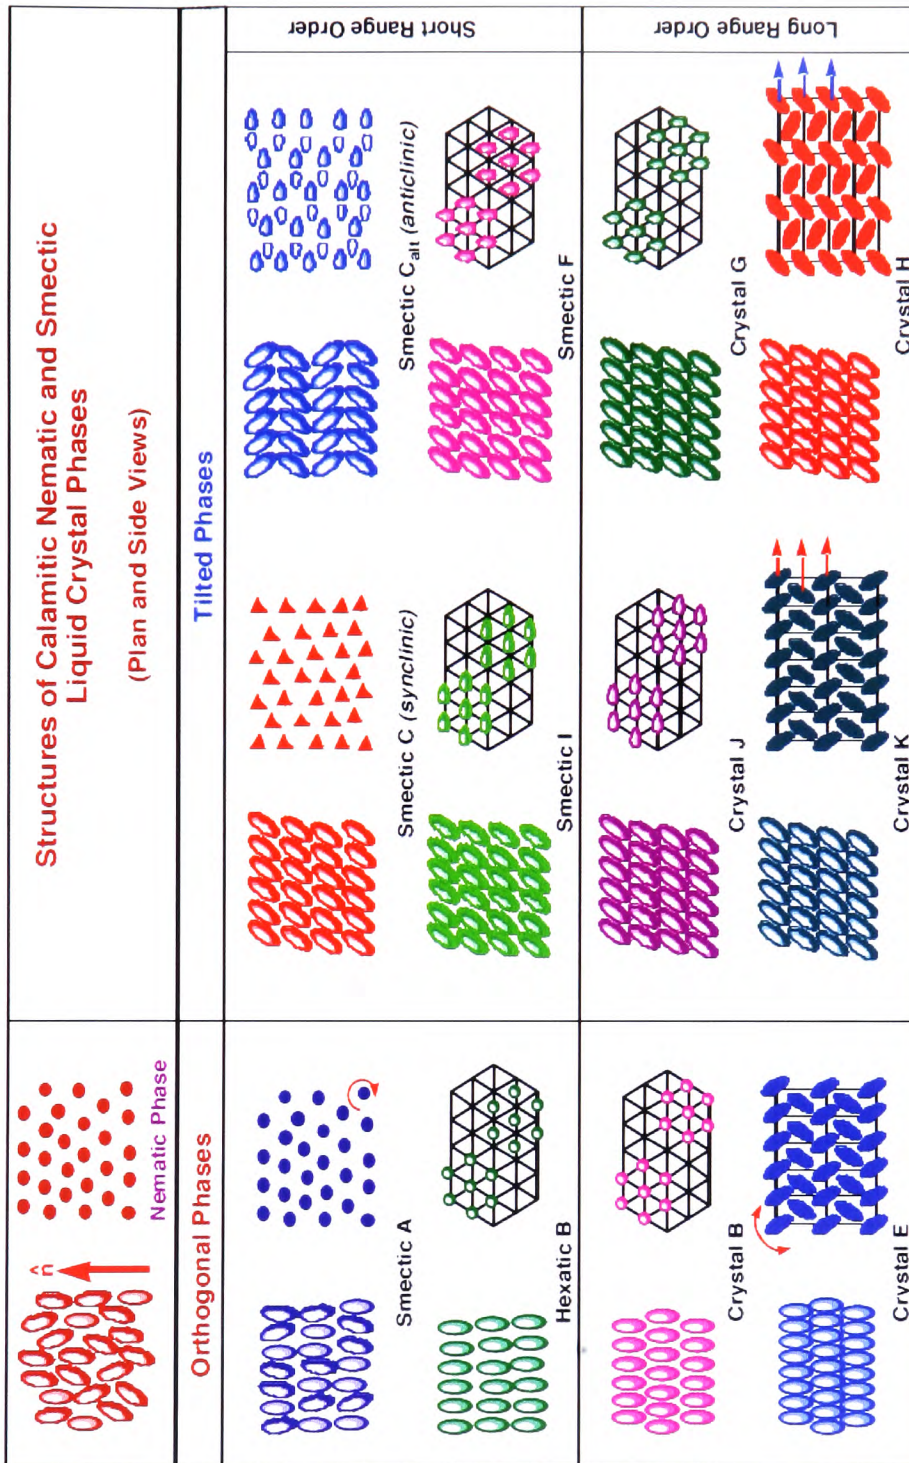 Structures of Calamitic Nematic and Smectic
Liquid Crystal Phases
(Plan and Side Views)
n̂
Nematic Phase
Orthogonal Phases
Tilted Phases
Smectic A
Smectic C (synclinic)
Smectic Calt (anticlinic)
Hexatic B
Smectic I
Smectic F
Short Range Order
Crystal B
Crystal J
Crystal G
Crystal E
Crystal K
Crystal H
Long Range Order